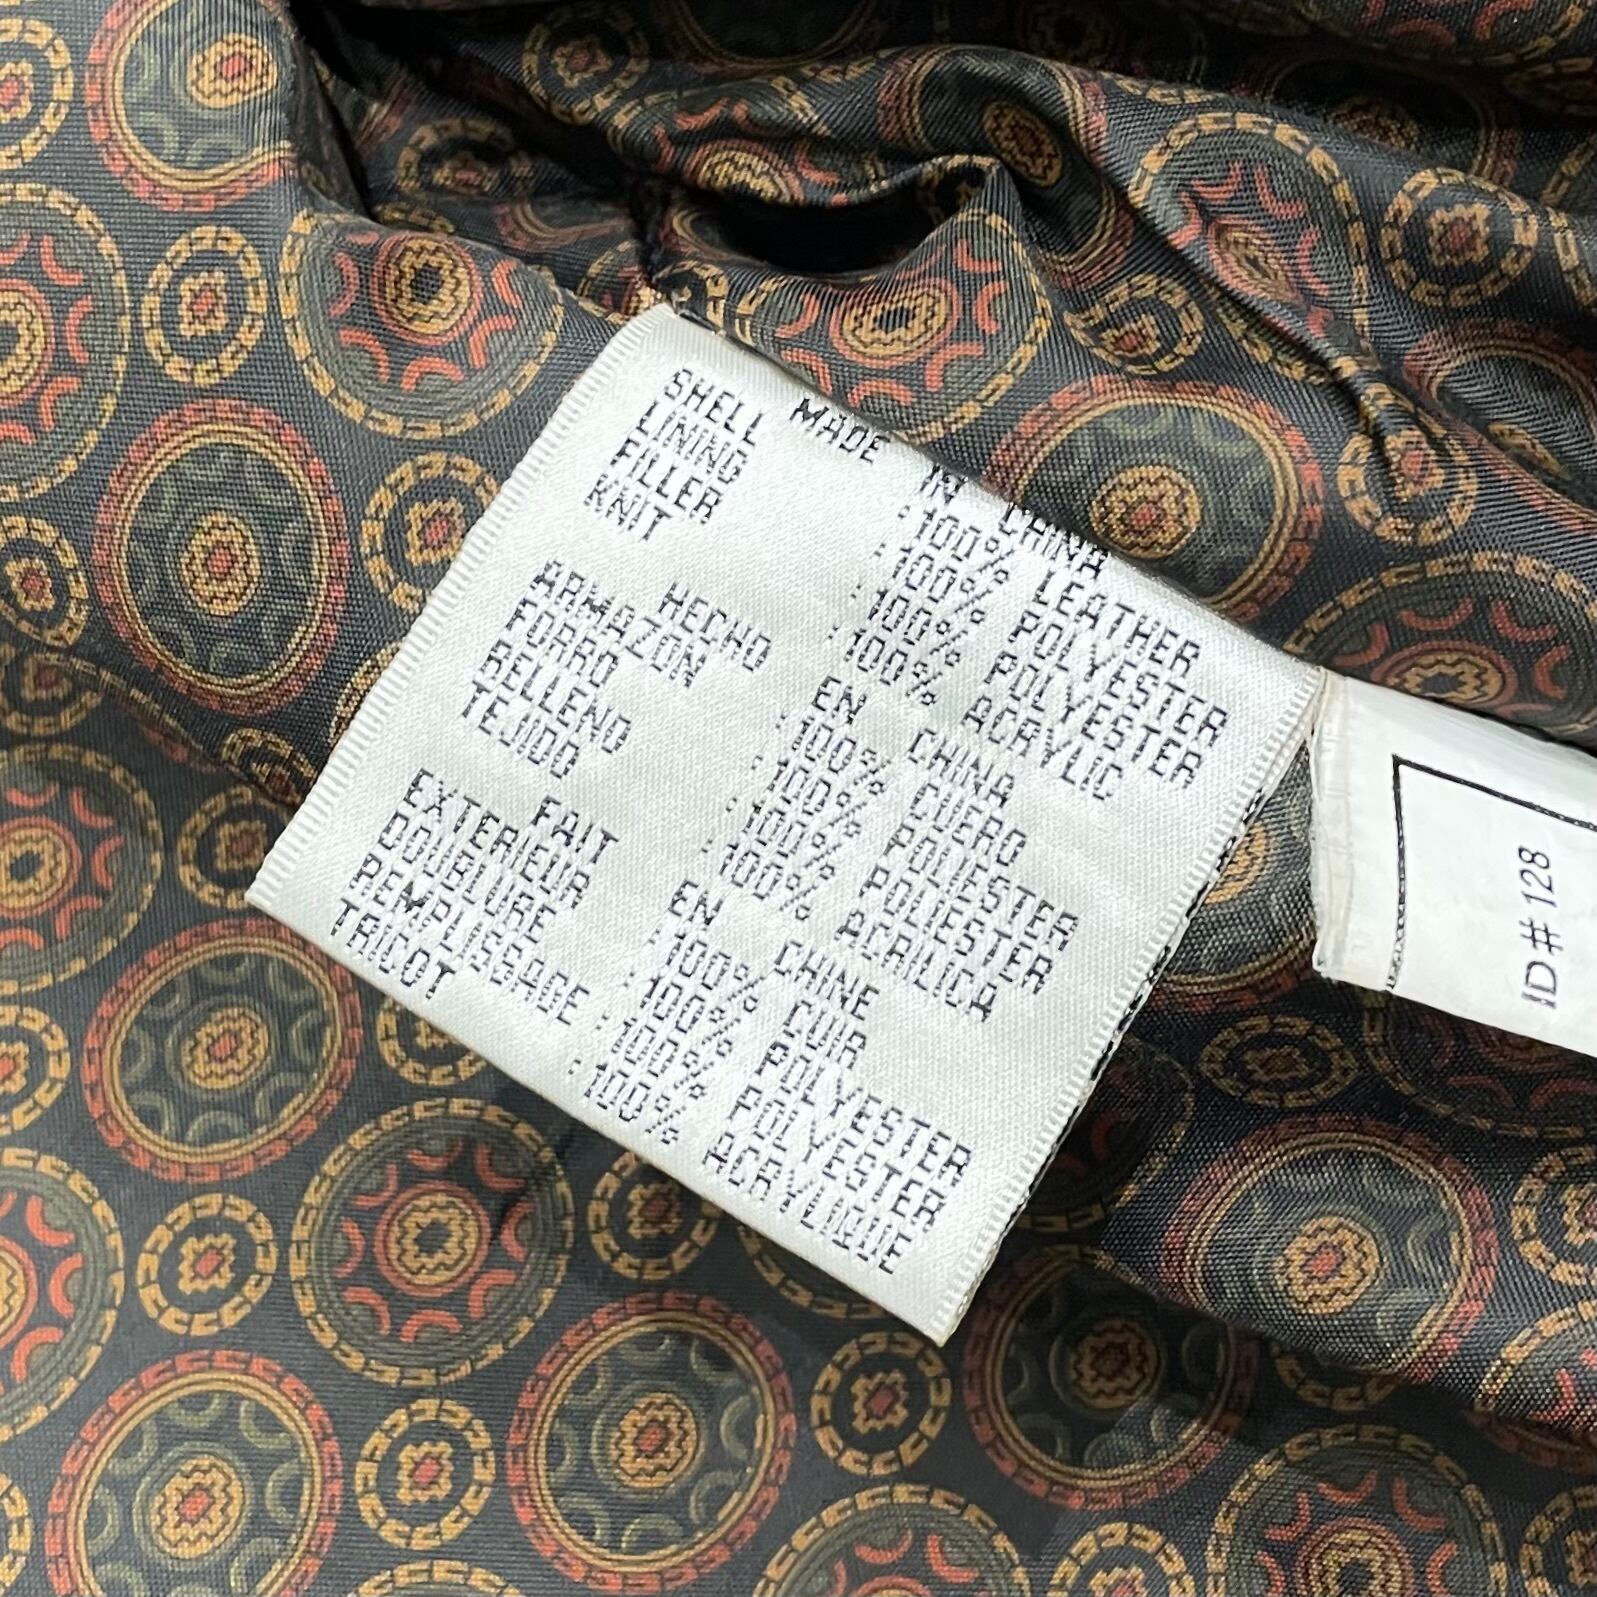 MADE IN CHINA
SHELL :100% LEATHER
LINING :100% POLYESTER
FILLER :100% POLYESTER
KNIT :100% ACRYLIC
HECHO EN CHINA
ARMAZON :100% CUERO
FORRO :100% POLIESTER
RELLENO :100% POLIESTER
TEJIDO :100% ACRILICA
FAIT EN CHINE
EXTERIEUR :100% CUIR
DOUBLURE :100% POLYESTER
REMPLISSAGE :100% POLYESTER
TRICOT :100% ACRYLIQUE
ID# 128